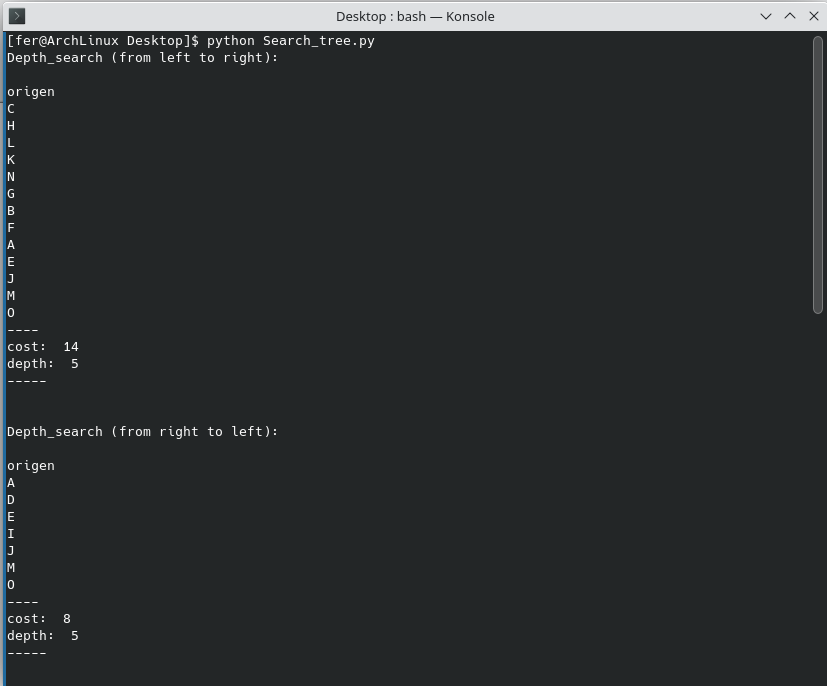 Desktop : bash — Konsole
[fer@ArchLinux Desktop]$ python Search_tree.py
Depth_search (from left to right):
origen
C
H
L
K
N
G
B
F
A
E
J
M
O
----
cost:  14
depth:  5
-----
Depth_search (from right to left):
origen
A
D
E
I
J
M
O
----
cost:  8
depth:  5
-----